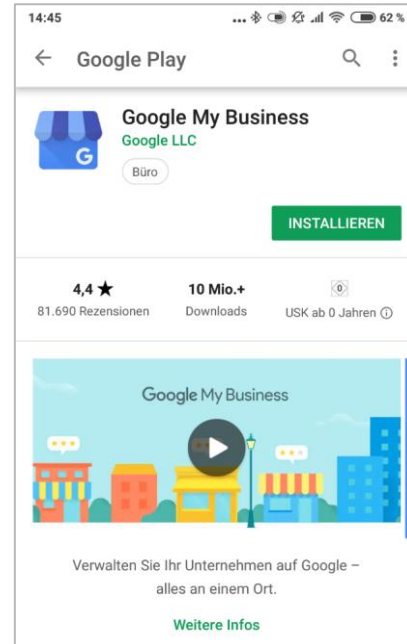 14:45
... 62 %
Google Play
G
Google My Business
Google LLC
Büro
INSTALLIEREN
4,4 ★
81.690 Rezensionen
10 Mio.+
Downloads
0
USK ab 0 Jahren
Google My Business
Verwalten Sie Ihr Unternehmen auf Google –
alles an einem Ort.
Weitere Infos